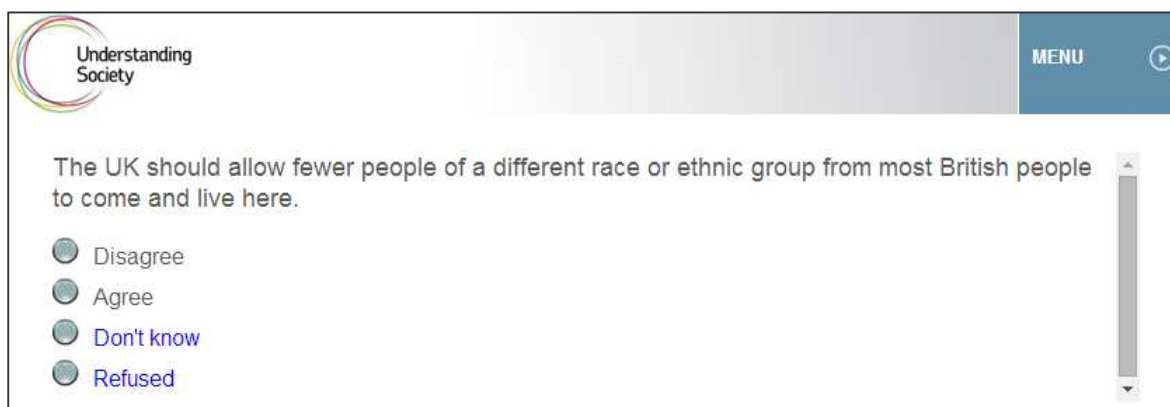 Understanding
Society
MENU
The UK should allow fewer people of a different race or ethnic group from most British people
to come and live here.
Disagree
Agree
Don't know
Refused